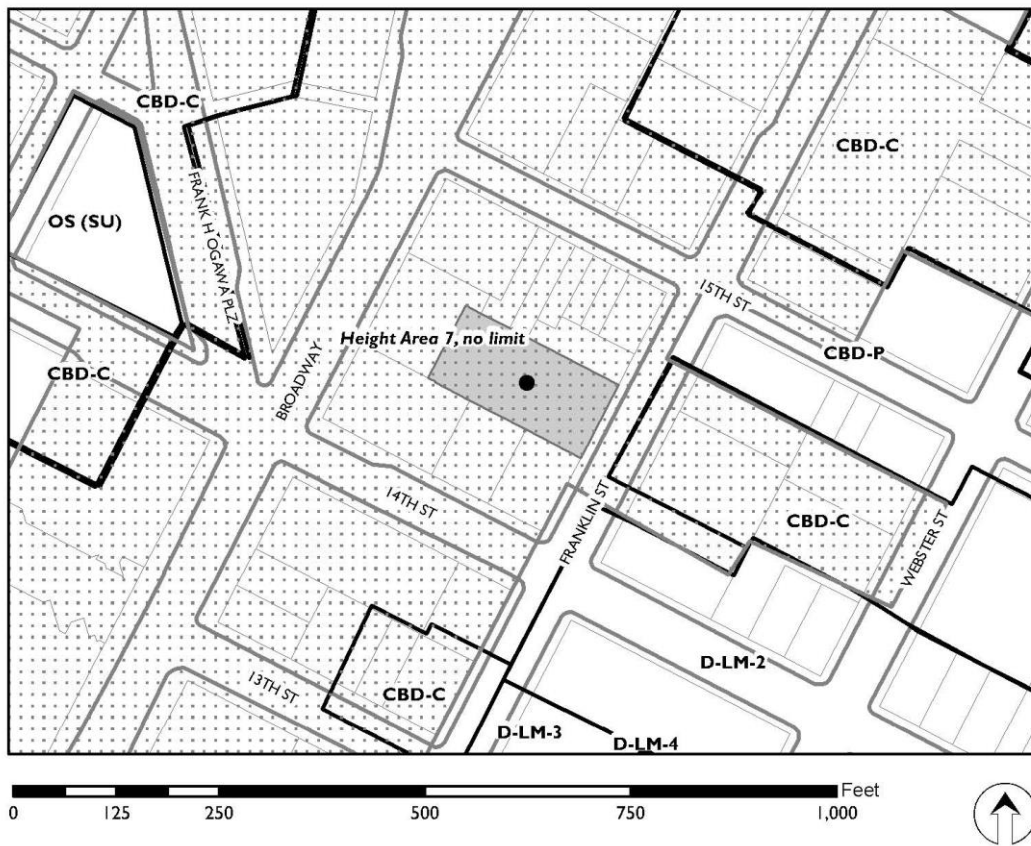 CBD-C
CBD-C
OS (SU)
FRANK H OGAWA PLZ
15TH ST
Height Area 7, no limit
CBD-P
CBD-C
BROADWAY
14TH ST
FRANKLIN ST
CBD-C
WEBSTER ST
D-LM-2
13TH ST
CBD-C
D-LM-3
D-LM-4
Feet
0 125 250 500 750 1,000